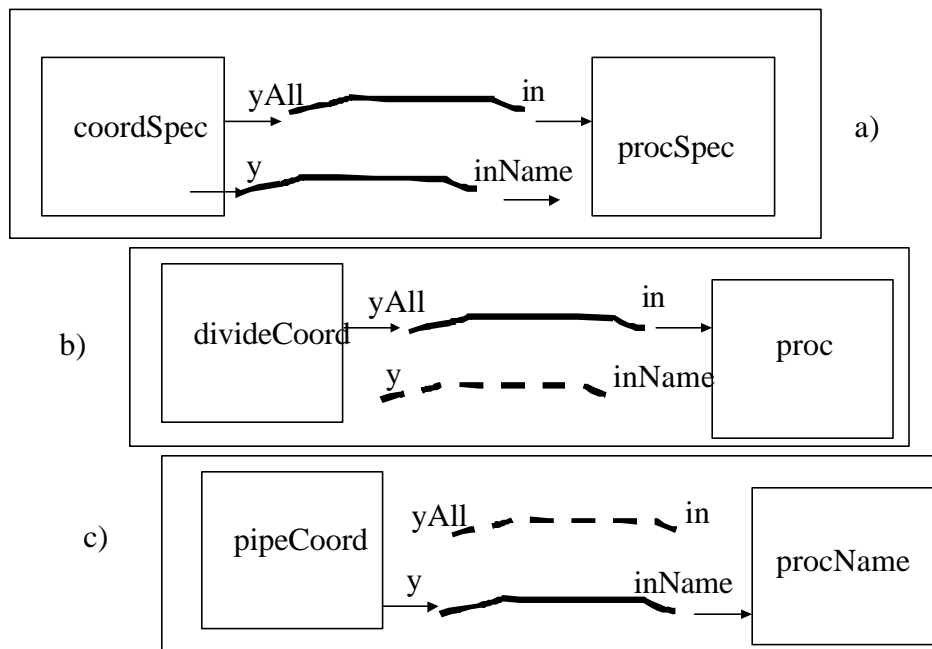 yAll
in
coordSpec
procSpec
a)
y
inName
yAll
in
b)
divideCoord
proc
y
inName
yAll
in
c)
pipeCoord
procName
y
inName